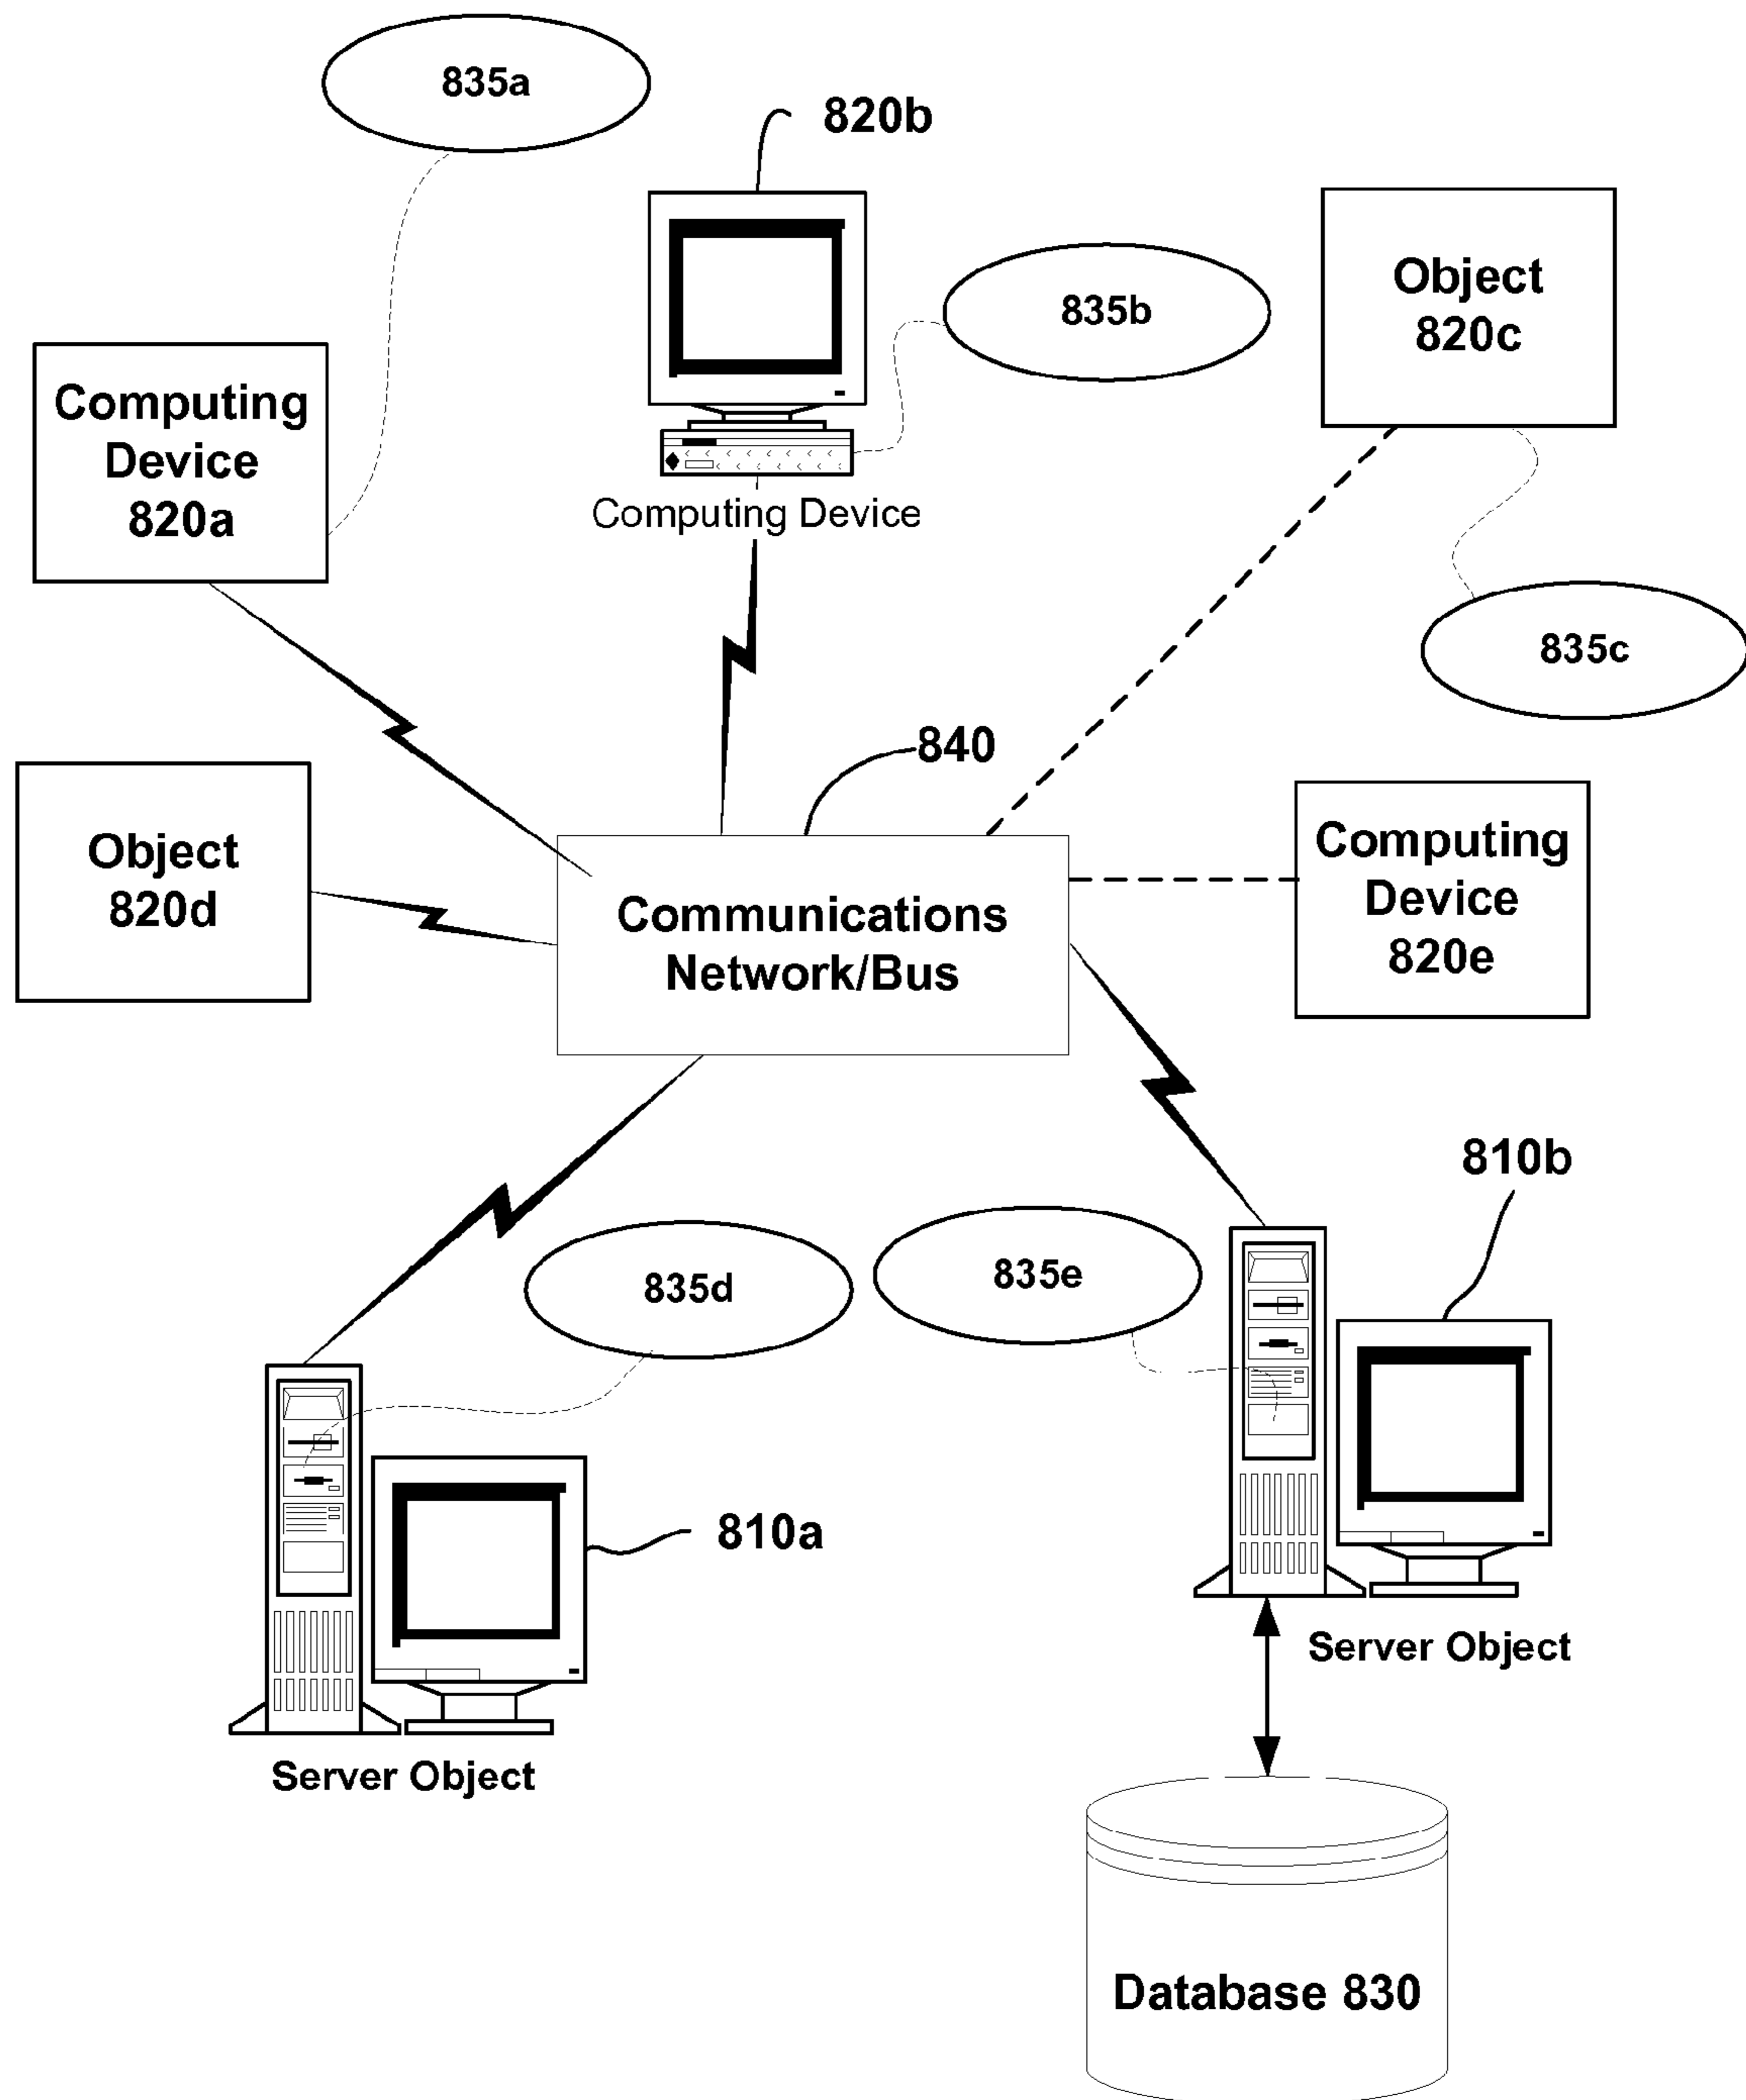 835a
820b
835b
Object
820c
Computing
Device
820a
Computing Device
835c
840
Object
820d
Computing
Device
820e
Communications
Network/Bus
810b
835d
835e
810a
Server Object
Server Object
Database 830